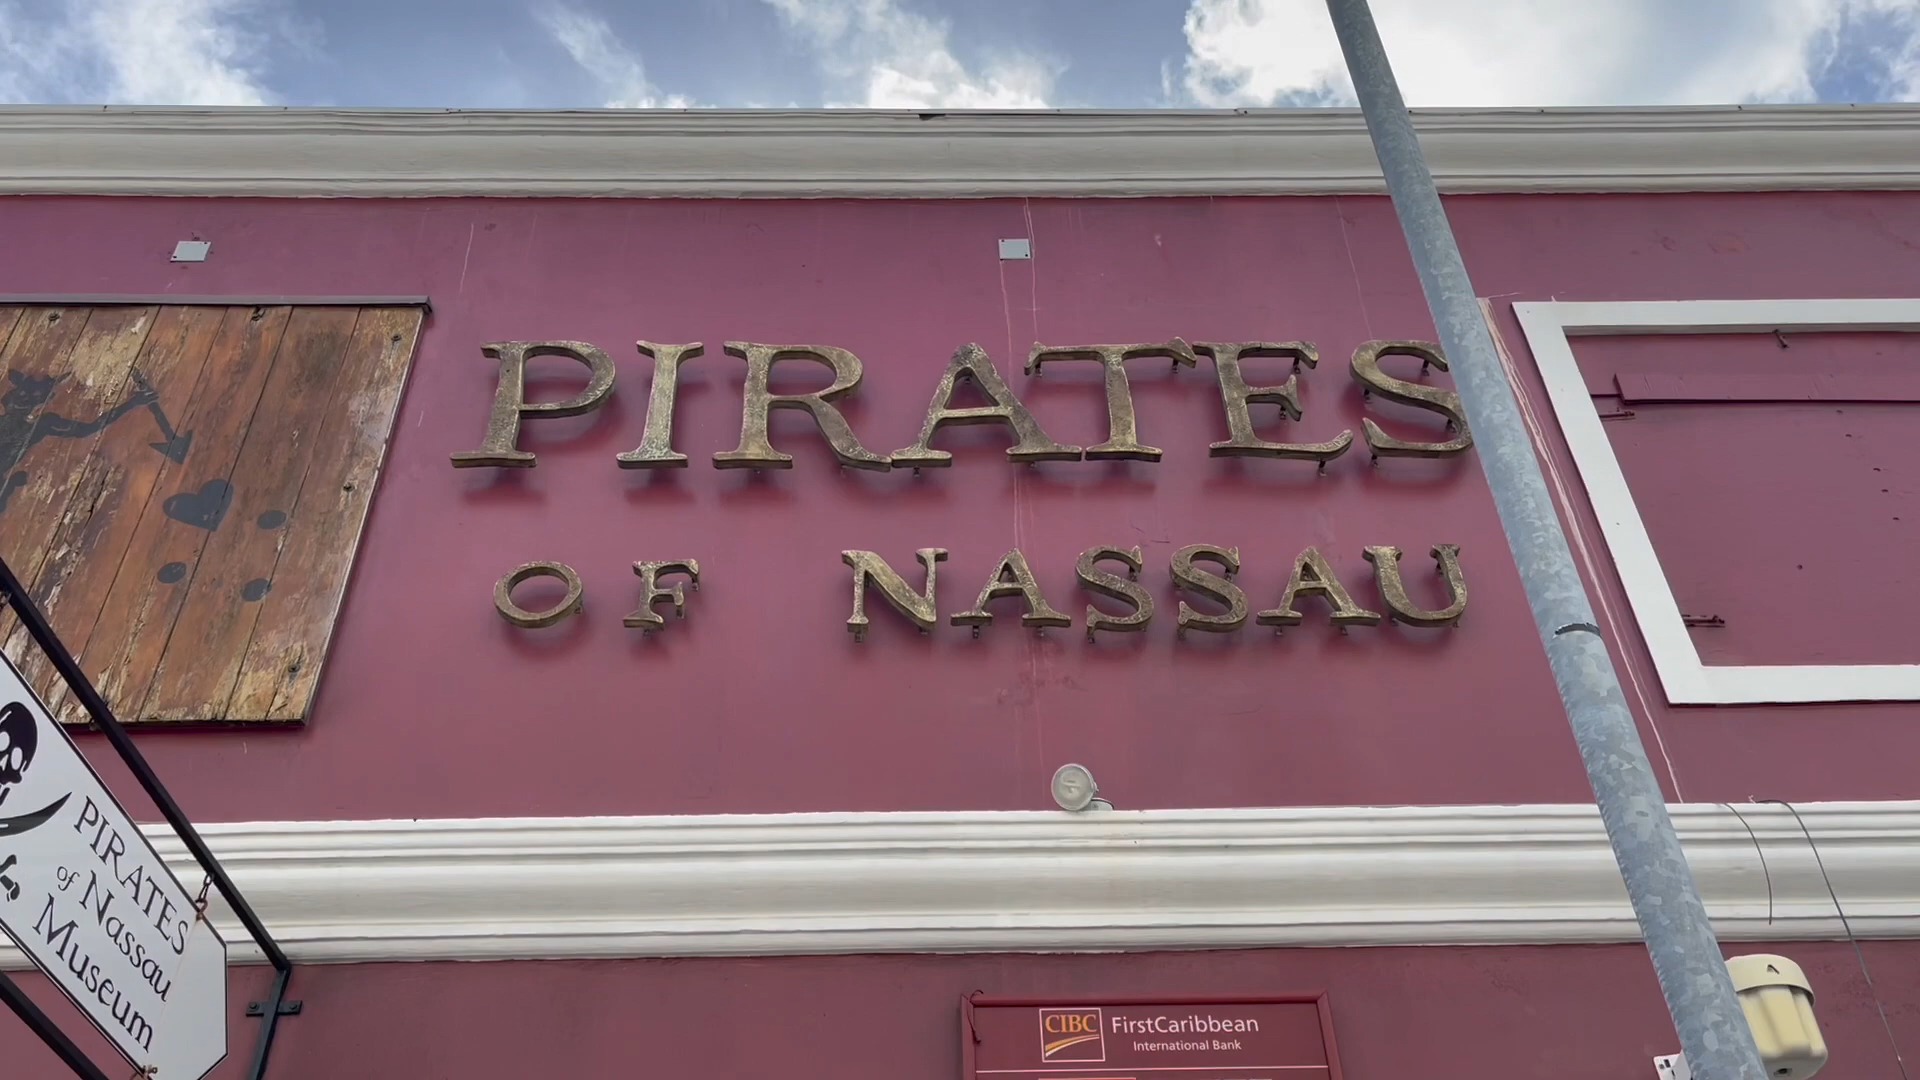 PIRATES
OF NASSAU
PIRATES
of Nassau
Museum
CIBC FirstCaribbean
International Bank